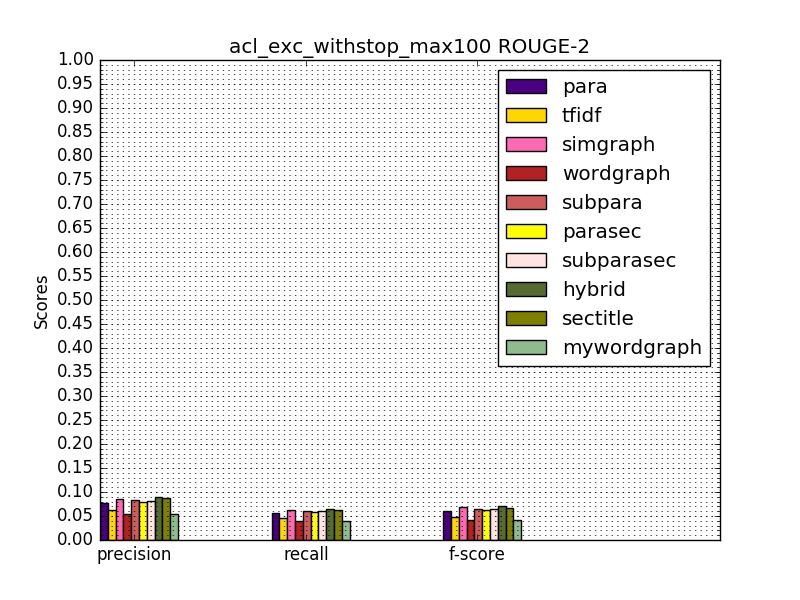 acl_exc_withstop_max100 ROUGE-2
1.00
0.95
0.90
0.85
0.80
0.75
0.70
0.65
0.60
0.55
0.50
0.45
0.40
0.35
0.30
0.25
0.20
0.15
0.10
0.05
0.00
Scores
para
tfidf
simgraph
wordgraph
subpara
parasec
subparasec
hybrid
sectitle
mywordgraph
precision
recall
f-score